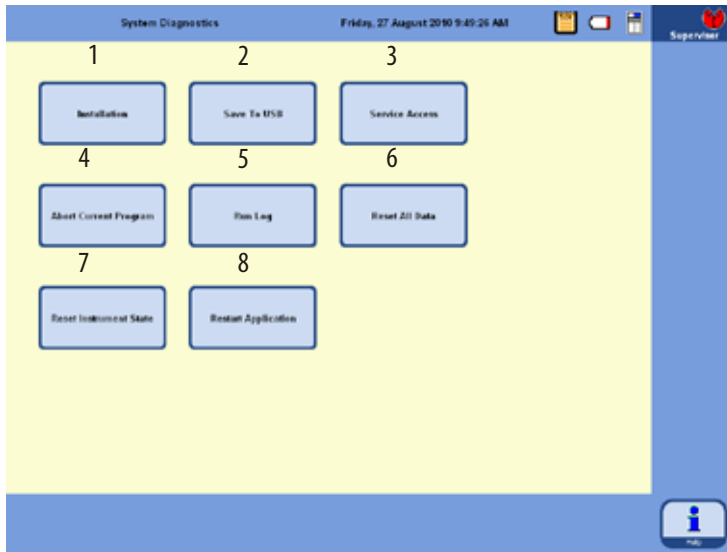 System Diagnostics Friday, 27 August 2010 9:49:26 AM
Supervisor
1 2 3
Installation Save To USB Service Access
4 5 6
Abort Current Program Run Log Reset All Data
7 8
Reset Instrument State Restart Application
Help